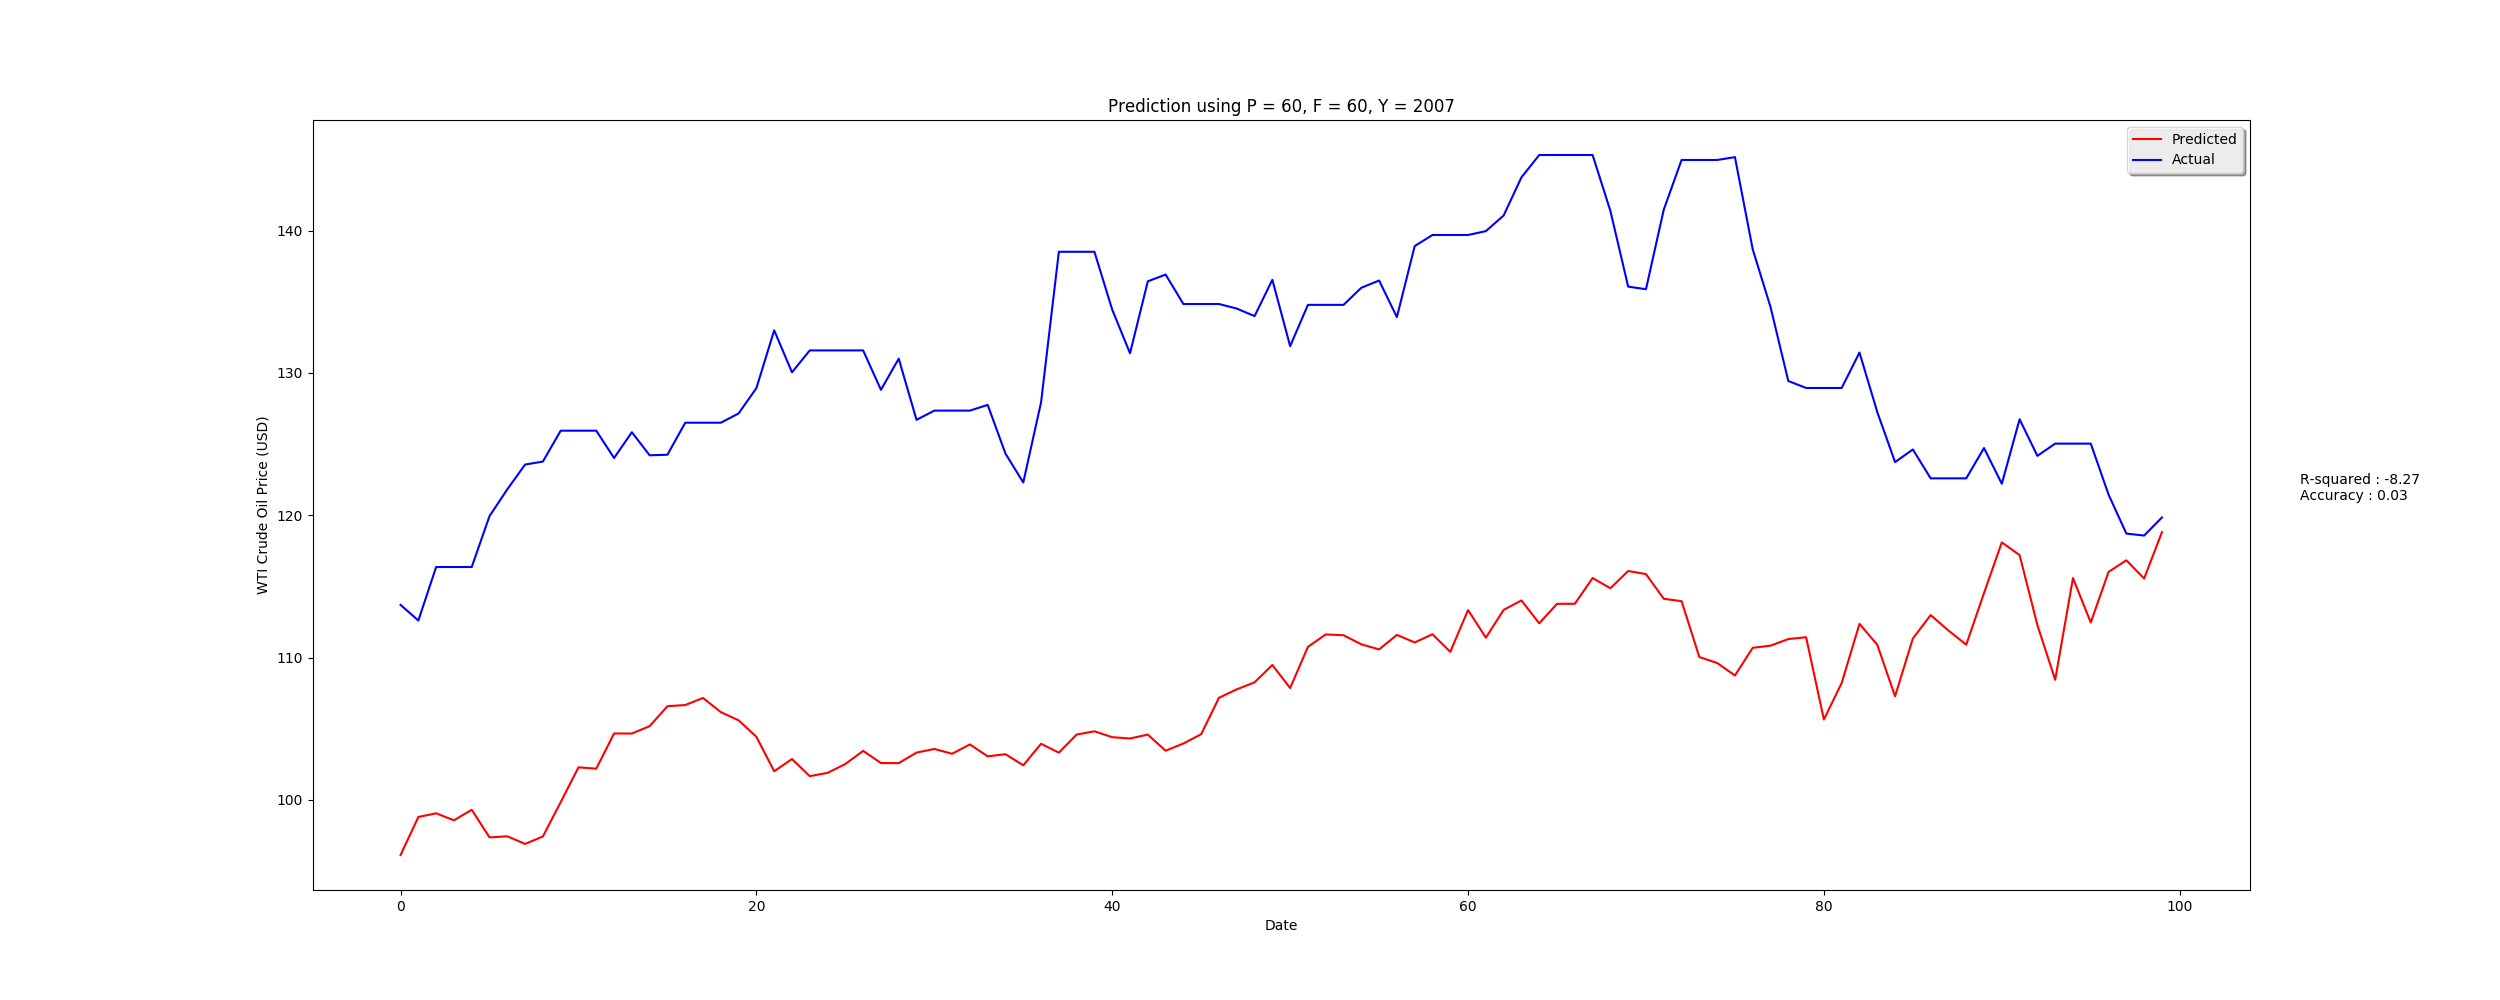 Prediction using P = 60, F = 60, Y = 2007
Predicted
Actual
140
130
120
110
100
WTI Crude Oil Price (USD)
R-squared : -8.27
Accuracy : 0.03
0 20 40 60 80 100
Date